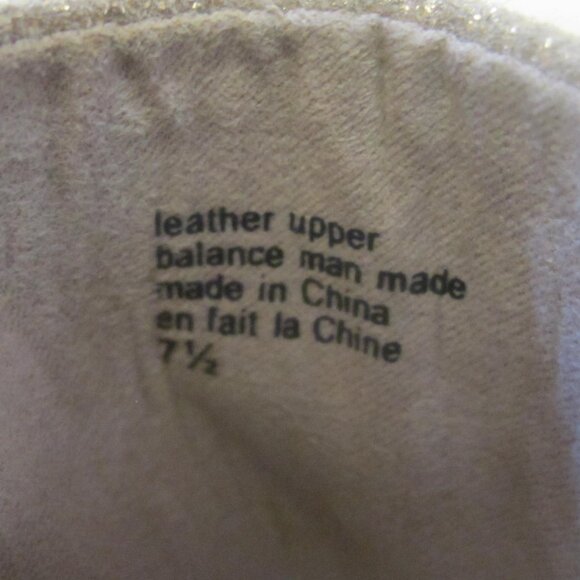 leather upper
balance man made
made in China
en fait la Chine
7½